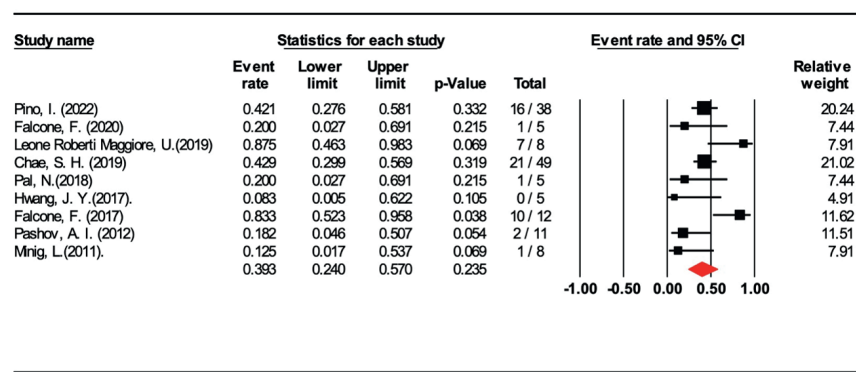 Study name Statistics for each study Event rate and 95% CI
Event Lower Upper Relative
rate limit limit p-Value Total weight
Pino, I. (2022) 0.421 0.276 0.581 0.332 16 / 38 20.24
Falcone, F. (2020) 0.200 0.027 0.691 0.215 1 / 5 7.44
Leone Roberti Maggiore, U.(2019) 0.875 0.463 0.983 0.069 7 / 8 7.91
Chae, S. H. (2019) 0.429 0.299 0.569 0.319 21 / 49 21.02
Pal, N.(2018) 0.200 0.027 0.691 0.215 1 / 5 7.44
Hwang, J. Y.(2017). 0.083 0.005 0.622 0.105 0 / 5 4.91
Falcone, F. (2017) 0.833 0.523 0.958 0.038 10 / 12 11.62
Pashov, A. I. (2012) 0.182 0.046 0.507 0.054 2 / 11 11.51
Minig, L.(2011). 0.125 0.017 0.537 0.069 1 / 8 7.91
0.393 0.240 0.570 0.235
-1.00 -0.50 0.00 0.50 1.00